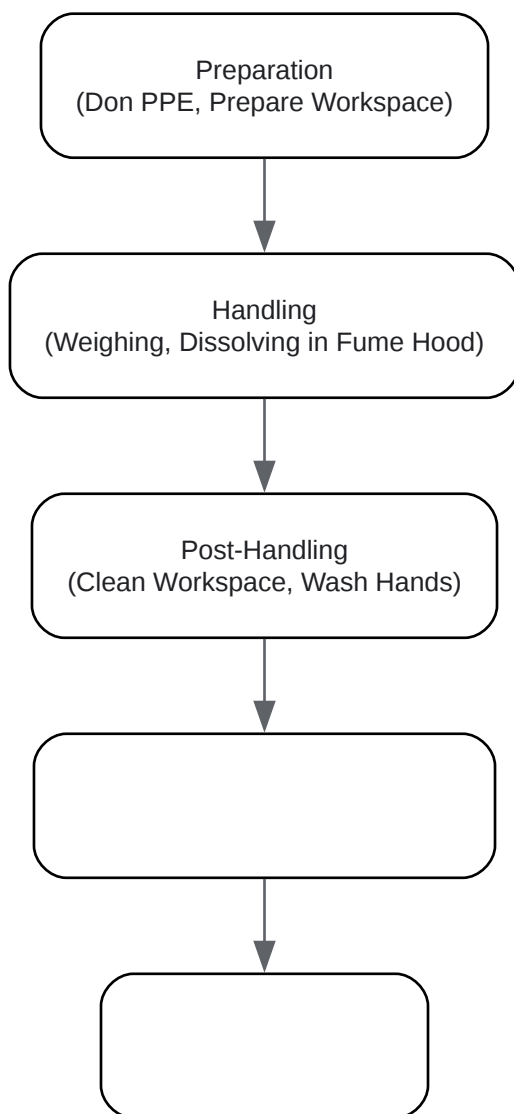 Preparation
(Don PPE, Prepare Workspace)
Handling
(Weighing, Dissolving in Fume Hood)
Post-Handling
(Clean Workspace, Wash Hands)